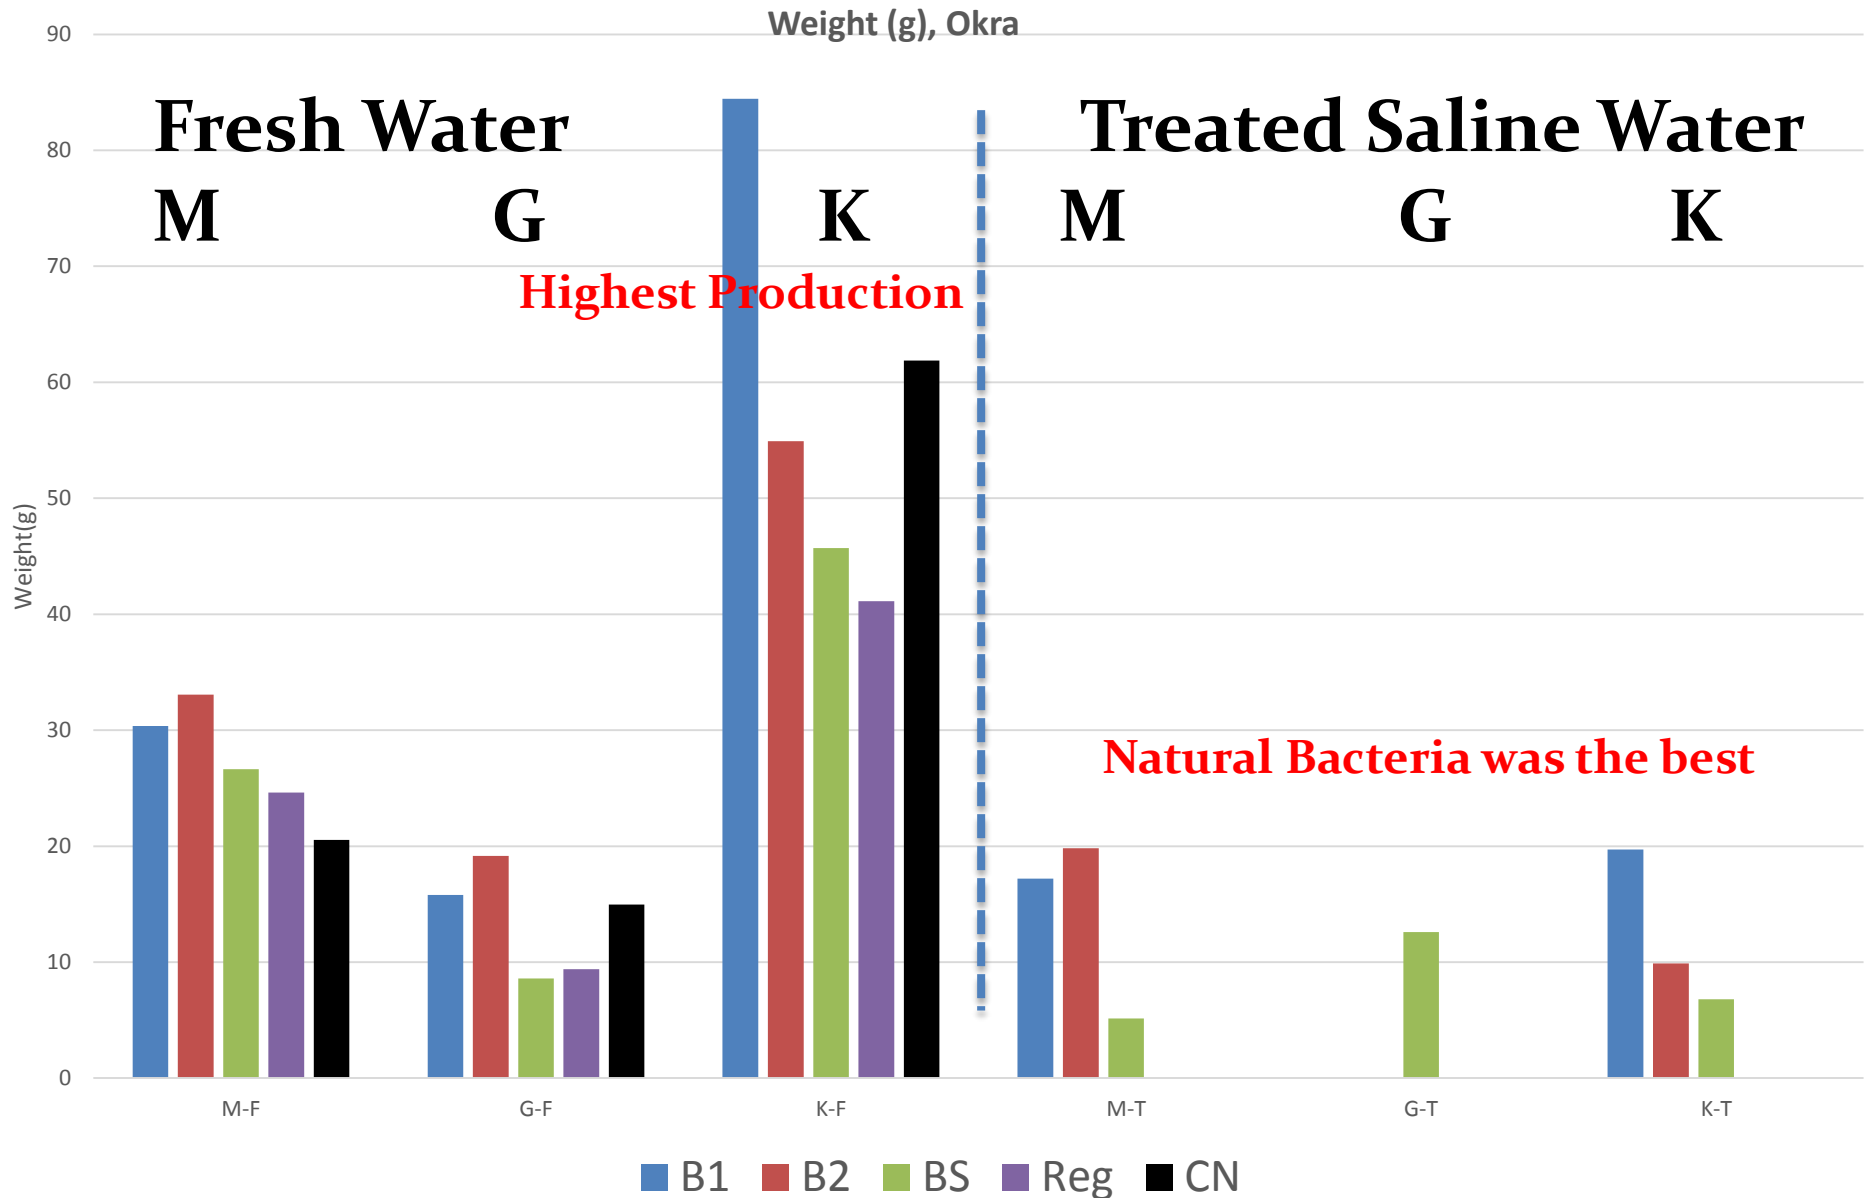 Weight (g), Okra
90
80
70
60
50
40
30
20
10
0
Weight(g)
Fresh Water
Treated Saline Water
M G K M G K
Highest Production
Natural Bacteria was the best
M-F G-F K-F M-T G-T K-T
B1 B2 BS Reg CN